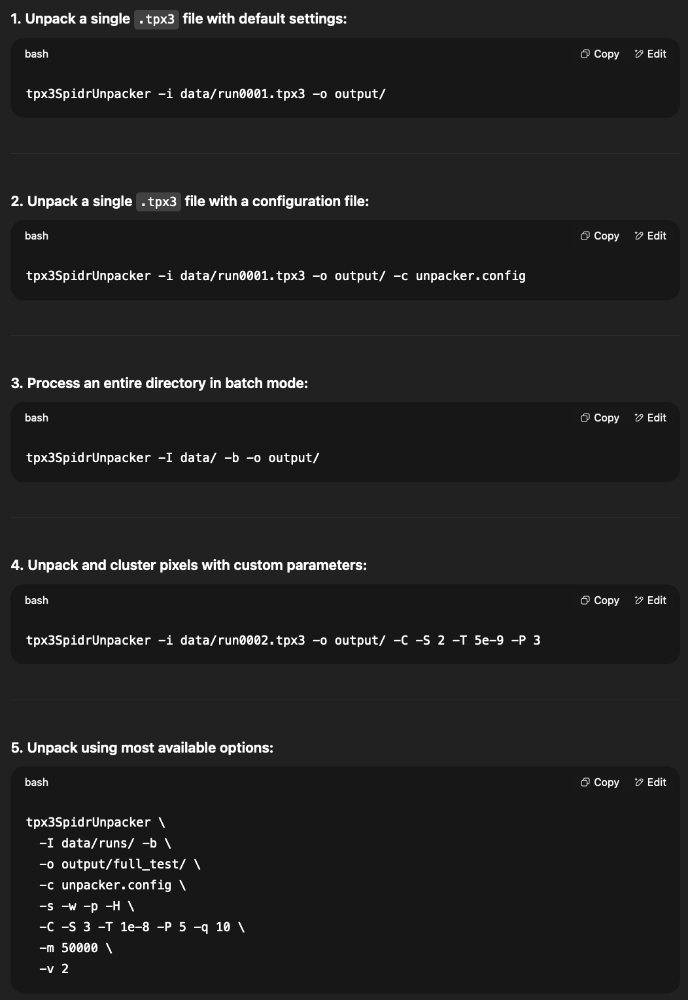 1. Unpack a single .tpx3 file with default settings:
bash
Copy Edit
tpx3SpidrUnpacker -i data/run0001.tpx3 -o output/
2. Unpack a single .tpx3 file with a configuration file:
bash
Copy Edit
tpx3SpidrUnpacker -i data/run0001.tpx3 -o output/ -c unpacker.config
3. Process an entire directory in batch mode:
bash
Copy Edit
tpx3SpidrUnpacker -I data/ -b -o output/
4. Unpack and cluster pixels with custom parameters:
bash
Copy Edit
tpx3SpidrUnpacker -i data/run0002.tpx3 -o output/ -C -S 2 -T 5e-9 -P 3
5. Unpack using most available options:
bash
Copy Edit
tpx3SpidrUnpacker \
-I data/runs/ -b \
-o output/full_test/ \
-c unpacker.config \
-s -w -p -H \
-C -S 3 -T 1e-8 -P 5 -q 10 \
-m 50000 \
-v 2